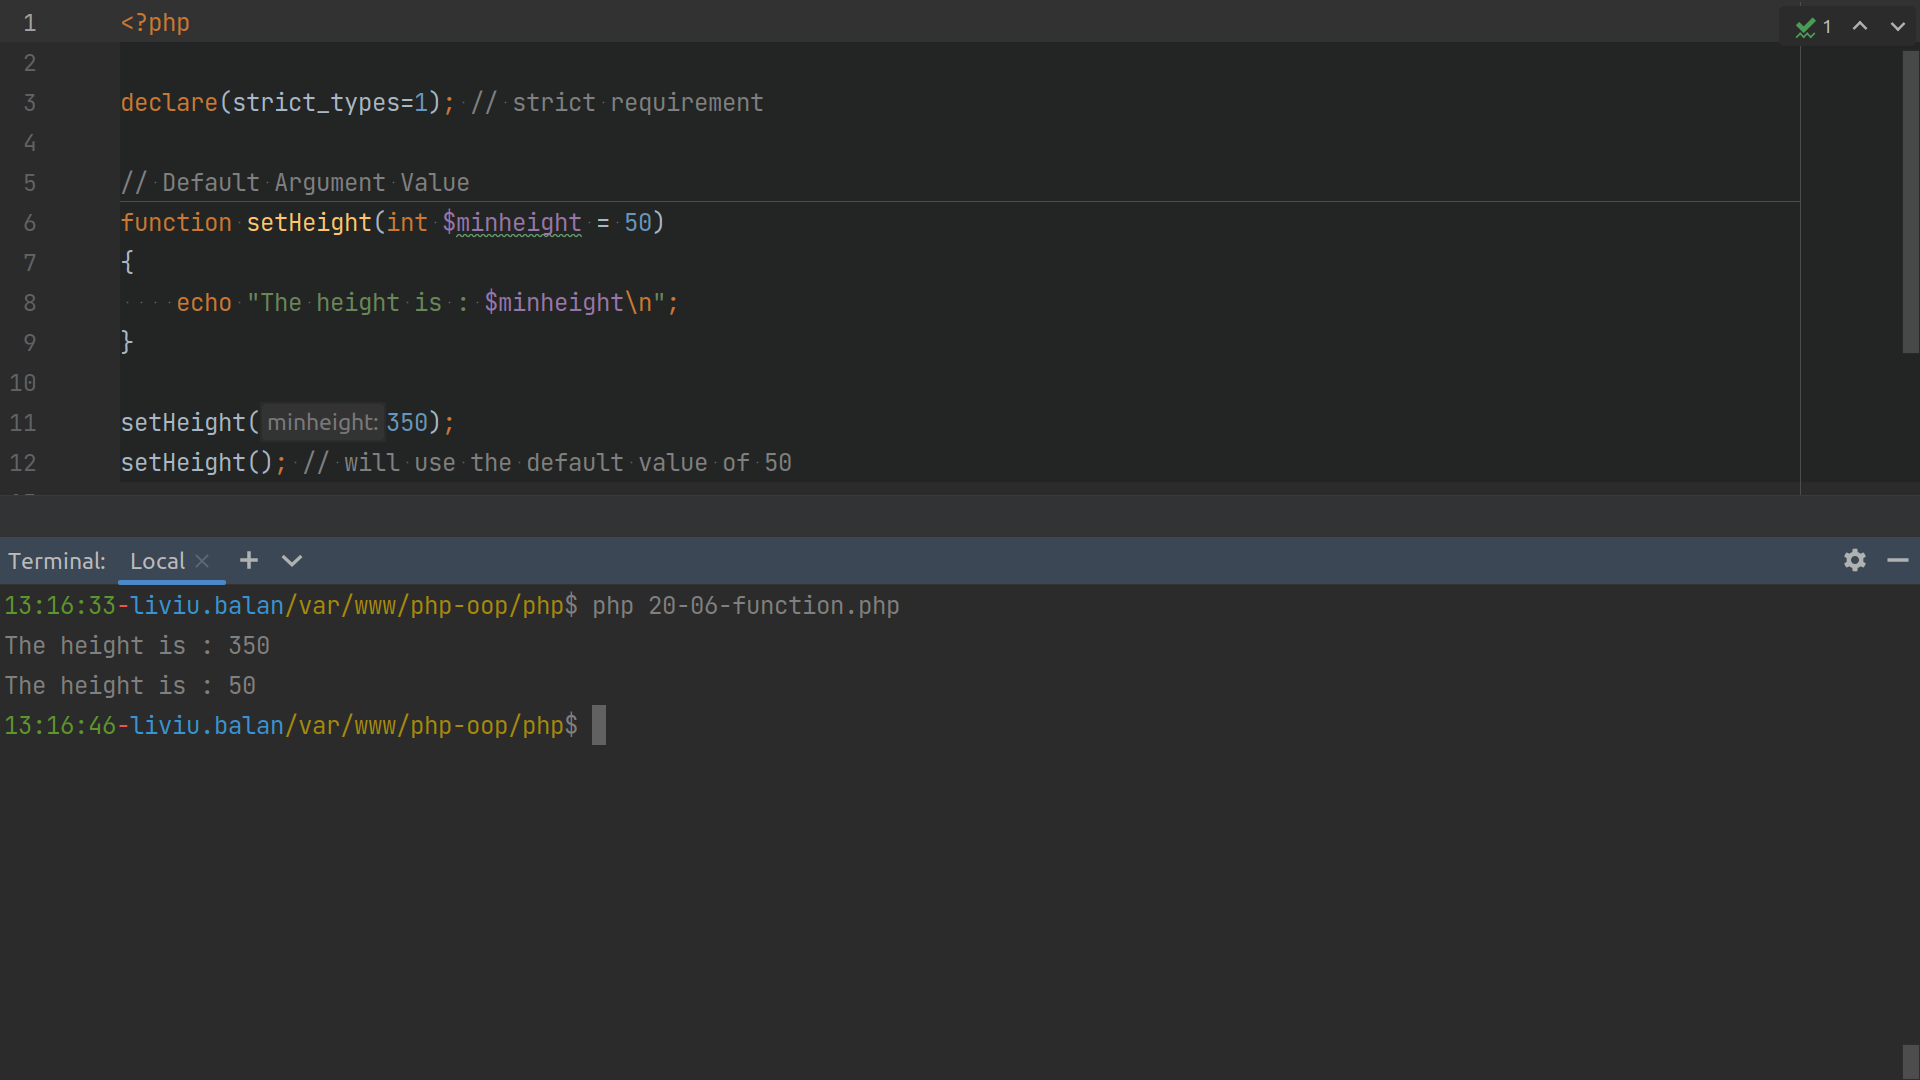 1 <?php
2
3 declare(strict_types=1); // strict requirement
4
5 // Default Argument Value
6 function setHeight(int $minheight = 50)
7 {
8     echo "The height is : $minheight\n";
9 }
10
11 setHeight( minheight: 350);
12 setHeight(); // will use the default value of 50
1
Terminal: Local
13:16:33-liviu.balan/var/www/php-oop/php$ php 20-06-function.php
The height is : 350
The height is : 50
13:16:46-liviu.balan/var/www/php-oop/php$